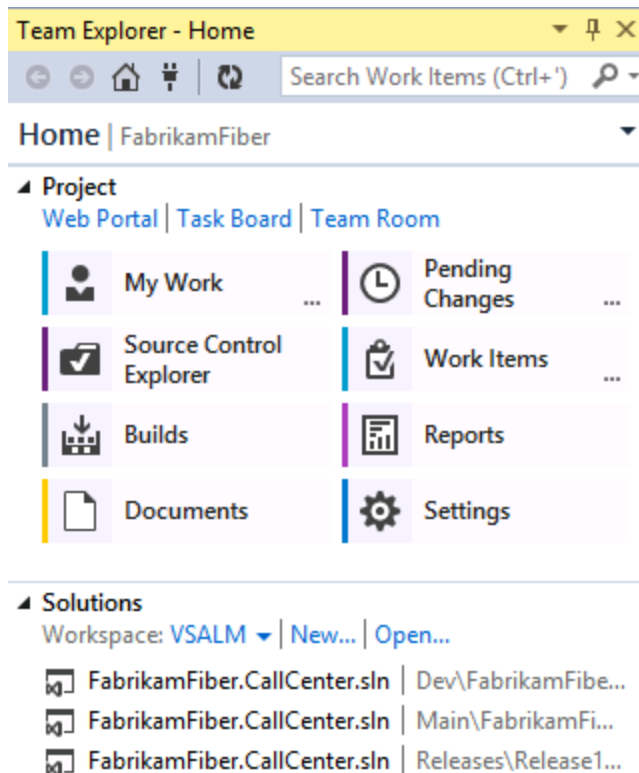 Team Explorer - Home
Search Work Items (Ctrl+')
Home | FabrikamFiber
Project
Web Portal | Task Board | Team Room
My Work ...
Pending
Changes ...
Source Control
Explorer
Work Items ...
Builds
Reports
Documents
Settings
Solutions
Workspace: VSALM | New... | Open...
FabrikamFiber.CallCenter.sln | Dev\FabrikamFibe...
FabrikamFiber.CallCenter.sln | Main\FabrikamFi...
FabrikamFiber.CallCenter.sln | Releases\Release1...